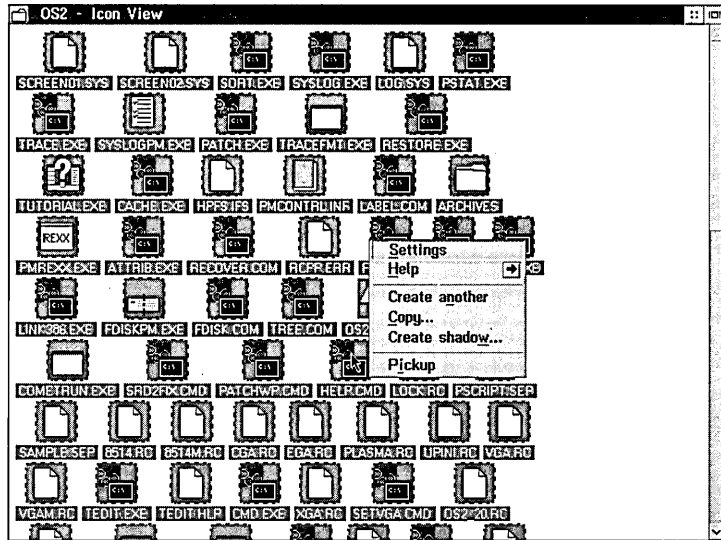 OS2 - Icon View
SCREEN01.SYS SCREEN02.SYS SORT.EXE SYSLOG.EXE LOG.SYS PSTAT.EXE
TRACE.EXE SYSLOGPM.EXE PATCH.EXE TRACEFMT.EXE RESTORE.EXE
TUTORIAL.EXE CACHE.EXE HPFS.IFS PMCONTRL.INF LABEL.COM ARCHIVES
REXX
PMREXX.EXE ATTRIB.EXE RECOVER.COM RCPP.ERR
LINK386.EXE FDISKPM.EXE FDISK.COM TREE.COM OS2
Settings
Help
Create another
Copy...
Create shadow...
Pickup
COMETRUN.EXE SRD2FIX.CMD PATCHWP.CMD HELP.CMD LOCK.RC PSCRIPT.SEP
SAMPLE.SEP 8514.RC 8514M.RC CGA.RC EGA.RC PLASMA.RC UPINI.RC VGA.RC
VGAM.RC TEDIT.EXE TEDIT.HLP CMD.EXE XGA.RC SETVGA.CMD OS2_20.RC